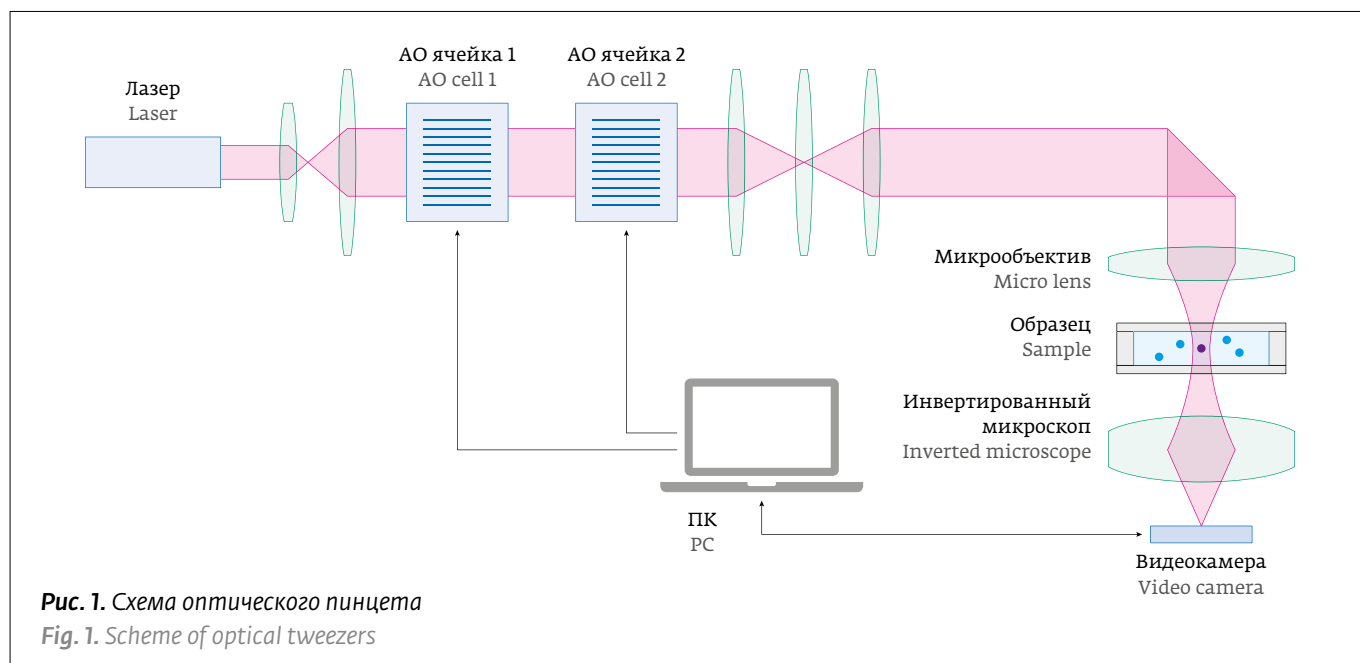 Лазер
Laser
АО ячейка 1
AO cell 1
АО ячейка 2
AO cell 2
Микрообъектив
Micro lens
Образец
Sample
Инвертированный
микроскоп
Inverted microscope
ПК
PC
Видеокамера
Video camera
Рис. 1. Схема оптического пинцета
Fig. 1. Scheme of optical tweezers